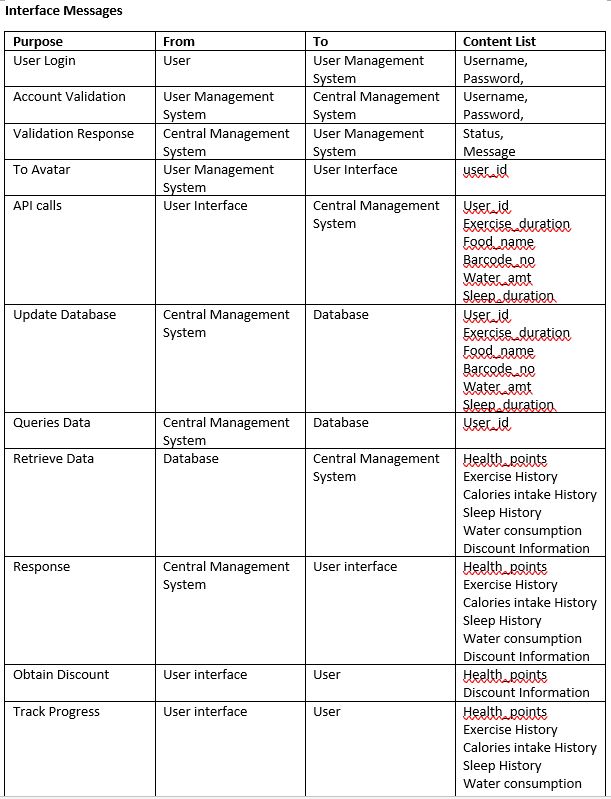 Interface Messages
Purpose From To Content List
User Login User User Management Username,
System Password,
Account Validation User Management Central Management Username,
System System Password,
Validation Response Central Management User Management Status,
System System Message
To Avatar User Management User Interface user_id
System
API calls User Interface Central Management User_id
System Exercise_duration
Food_name
Barcode_no
Water_amt
Sleep_duration
Update Database Central Management Database User_id
System Exercise_duration
Food_name
Barcode_no
Water_amt
Sleep_duration
Queries Data Central Management Database User_id
System
Retrieve Data Database Central Management Health_points
System Exercise History
Calories intake History
Sleep History
Water consumption
Discount Information
Response Central Management User interface Health_points
System Exercise History
Calories intake History
Sleep History
Water consumption
Discount Information
Obtain Discount User interface User Health_points
Discount Information
Track Progress User interface User Health_points
Exercise History
Calories intake History
Sleep History
Water consumption